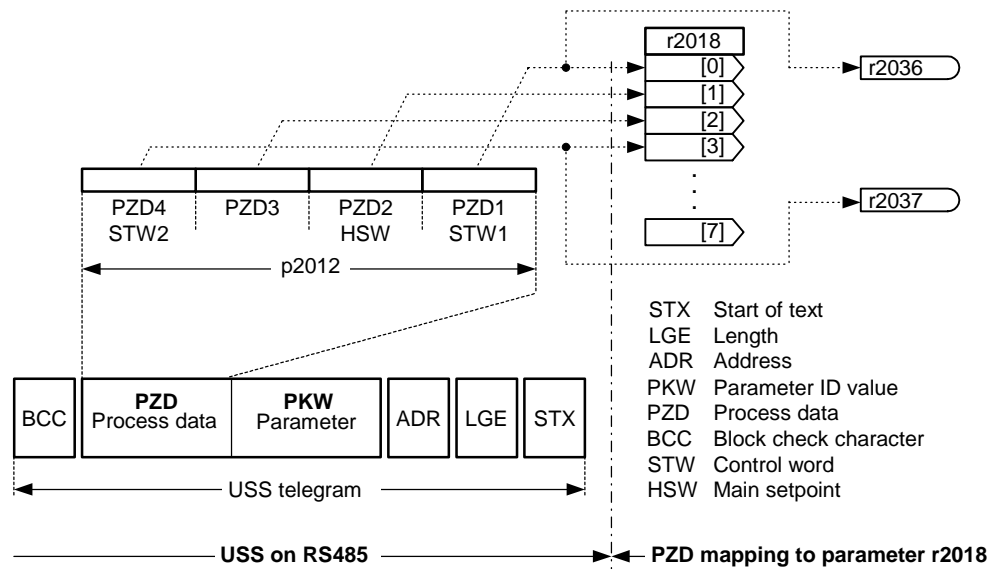 r2018
[0]
r2036
[1]
[2]
[3]
PZD4 PZD3 PZD2 PZD1
STW2 HSW STW1
r2037
[7]
p2012
STX Start of text
LGE Length
ADR Address
PKW Parameter ID value
PZD Process data
BCC Block check character
STW Control word
HSW Main setpoint
BCC PZD Process data PKW Parameter ADR LGE STX
USS telegram
USS on RS485 PZD mapping to parameter r2018